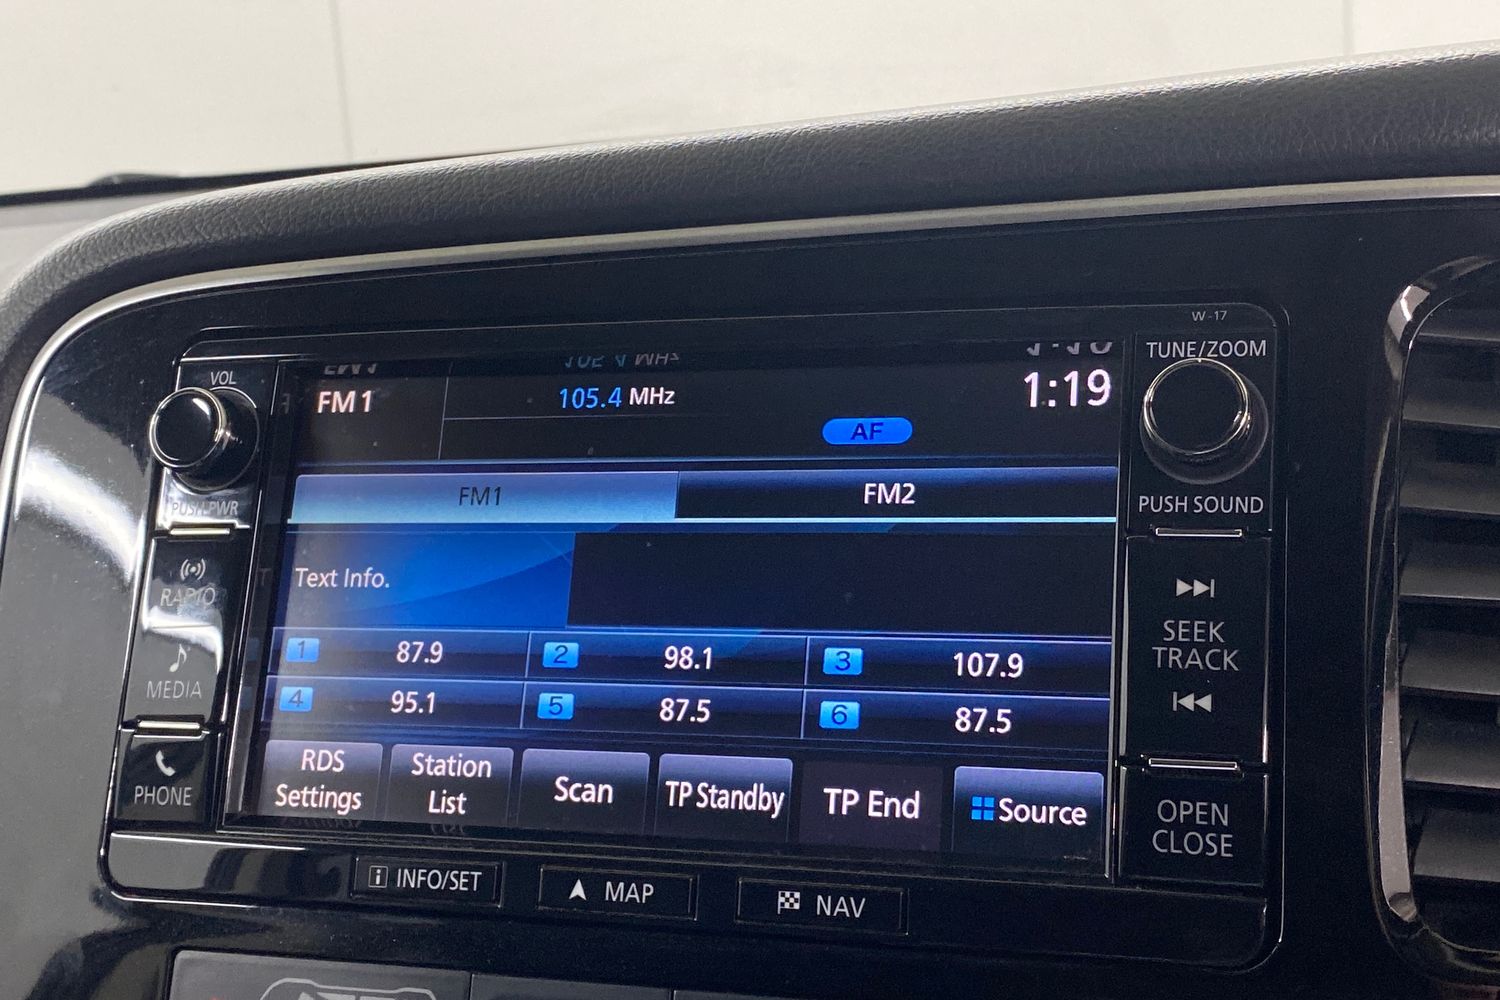 W-17
VOL
TUNE/ZOOM
FM 1
105.4 MHz
1:19
AF
PUSH PWR
FM1
FM2
PUSH SOUND
Text Info.
RADIO
SEEK
TRACK
1 87.9
2 98.1
3 107.9
MEDIA
4 95.1
5 87.5
6 87.5
PHONE
RDS
Settings
Station
List
Scan
TP Standby
TP End
Source
OPEN
CLOSE
INFO/SET
MAP
NAV